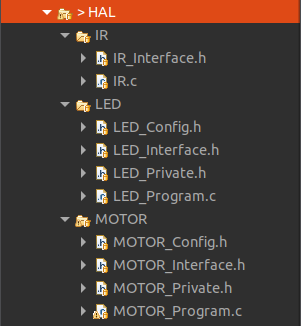 > HAL
IR
IR_Interface.h
IR.c
LED
LED_Config.h
LED_Interface.h
LED_Private.h
LED_Program.c
MOTOR
MOTOR_Config.h
MOTOR_Interface.h
MOTOR_Private.h
MOTOR_Program.c